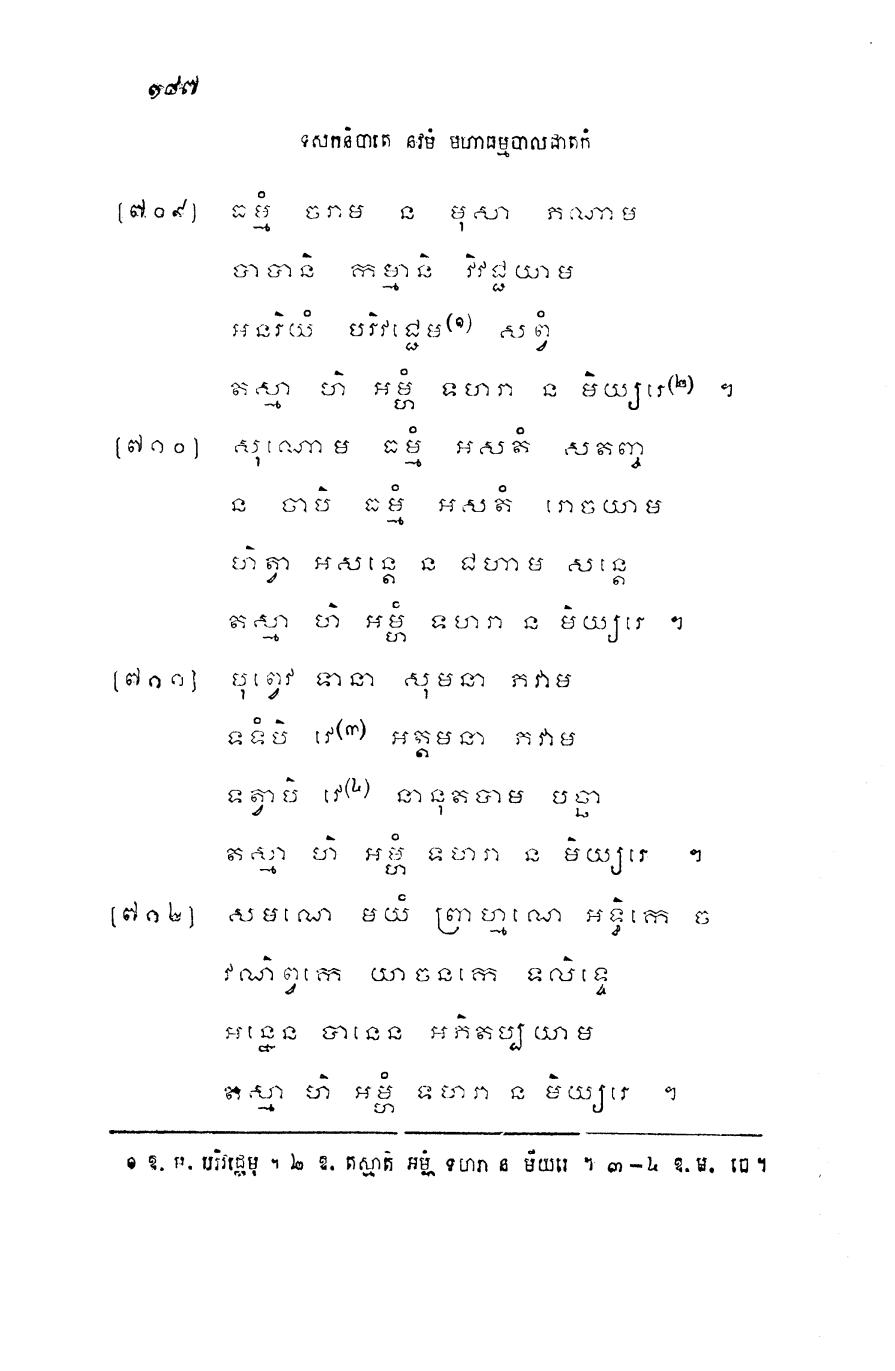 ១៨៧
ទសកនិបាតេ នវមំ មហាធម្មបាលជាតកំ
[៧០៩] ធម្មំ ចរាម ន មុសា ភណាម
បាបានិ កម្មានិ វិវជ្ជយាម
អនរិយំ បរិវជ្ជេម(១) សព្វំ
តស្មា ហិ អម្ហំ ទហរា ន មិយ្យរេ(២) ។
[៧១០] សុណោម ធម្មំ អសតំ សតញ្ច
ន ចាបិ ធម្មំ អសតំ រោចយាម
ហិត្វា អសន្តេ ន ជហាម សន្តេ
តស្មា ហិ អម្ហំ ទហរា ន មិយ្យរេ ។
[៧១១] បុព្វេវ ទានា សុមនា ភវាម
ទទំបិ វេ(៣) អត្តមនា ភវាម
ទត្វាបិ វេ(៤) នានុតបាម បច្ឆា
តស្មា ហិ អម្ហំ ទហរា ន មិយ្យរេ ។
[៧១២] សមណេ មយំ ព្រាហ្មណេ អទ្ធិកេ ច
វណិព្វកេ យាចនកេ ទលិទ្ទេ
អន្នេន បានេន អភិតប្បយាម
តស្មា ហិ អម្ហំ ទហរា ន មិយ្យរេ ។
១ ឱ. ម. បរិវជ្ជេមុ ។ ២ ឱ. តស្មាតិ អម្ហំ ទហរា ន មីយរេ ។ ៣ – ៤ ឱ. ម. ចេ ។